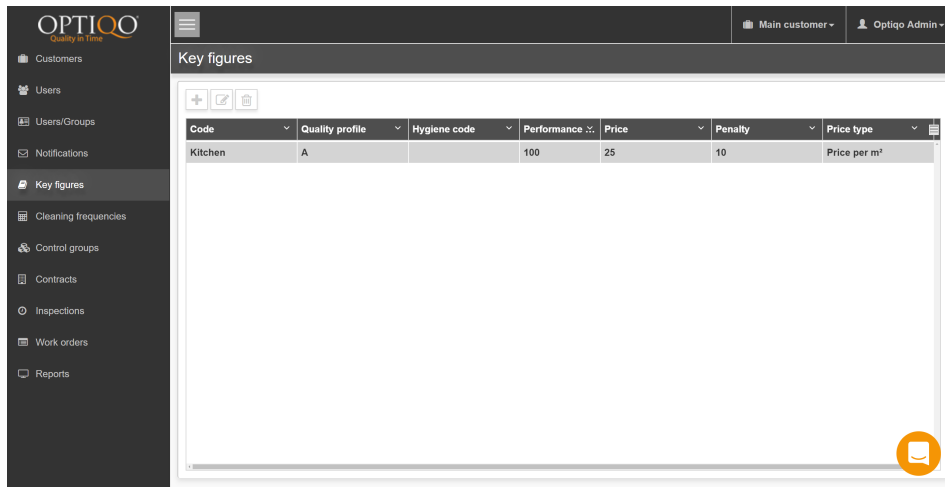 OPTIQO
Quality in Time
Main customer
Optiqo Admin
Customers
Users
Users/Groups
Notifications
Key figures
Cleaning frequencies
Control groups
Contracts
Inspections
Work orders
Reports
Key figures
Code Quality profile Hygiene code Performance ... Price Penalty Price type
Kitchen A 100 25 10 Price per m²